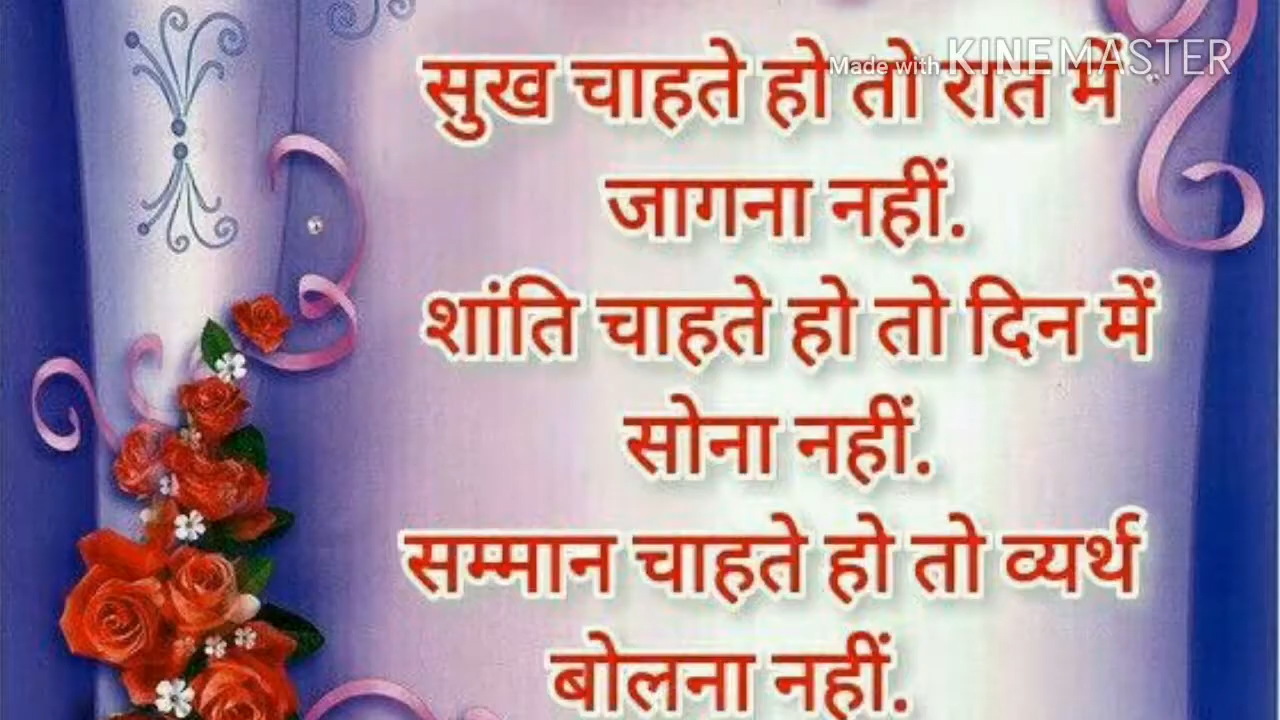 Made with KINEMASTER
सुख चाहते हो तो रात में
जागना नहीं.
शांति चाहते हो तो दिन में
सोना नहीं.
सम्मान चाहते हो तो व्यर्थ
बोलना नहीं.